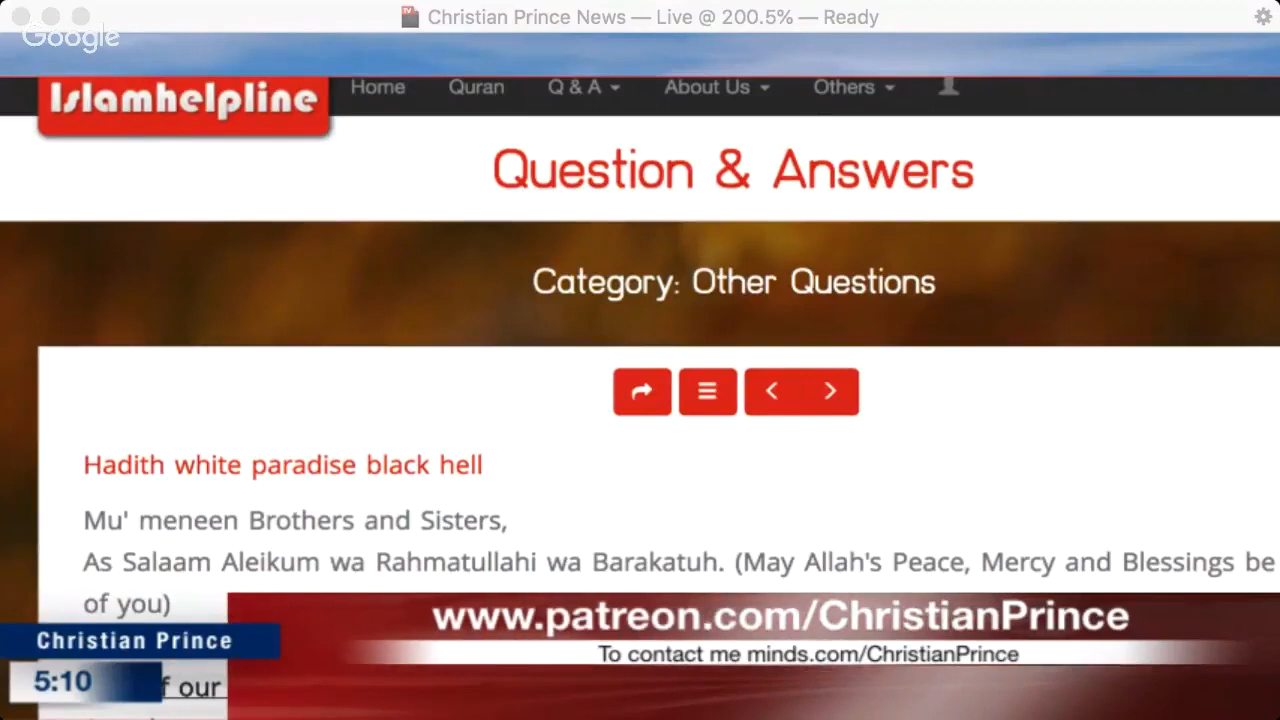 Christian Prince News — Live @ 200.5% — Ready
Google
Islamhelpline
Home Quran Q & A About Us Others
Question & Answers
Category: Other Questions
Hadith white paradise black hell
Mu' meneen Brothers and Sisters,
As Salaam Aleikum wa Rahmatullahi wa Barakatuh. (May Allah's Peace, Mercy and Blessings be
of you)
www.patreon.com/ChristianPrince
Christian Prince
To contact me minds.com/ChristianPrince
5:10
f our